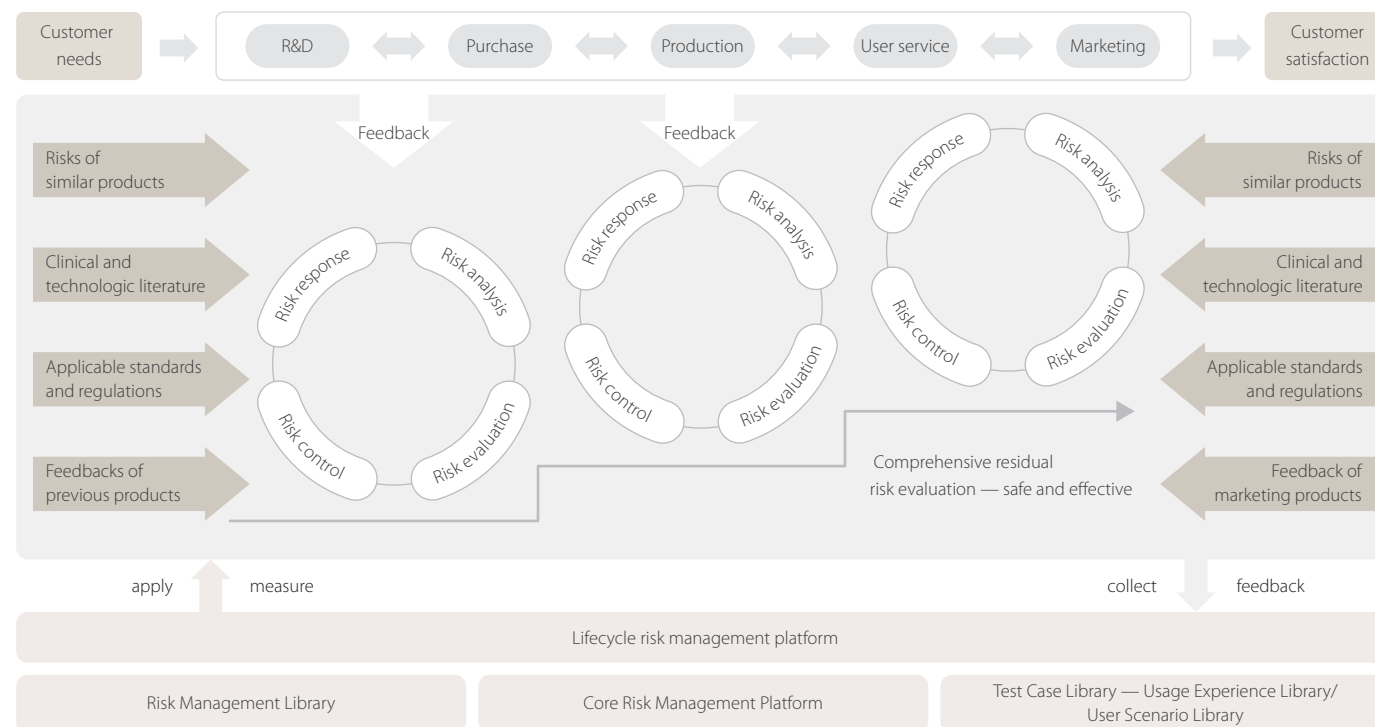 Customer
needs
R&D
Purchase
Production
User service
Marketing
Customer
satisfaction
Feedback
Feedback
Risks of
similar products
Clinical and
technologic literature
Applicable standards
and regulations
Feedbacks of
previous products
Risk response
Risk analysis
Risk control
Risk evaluation
Risk response
Risk analysis
Risk control
Risk evaluation
Risk response
Risk analysis
Risk control
Risk evaluation
Comprehensive residual
risk evaluation — safe and effective
Risks of
similar products
Clinical and
technologic literature
Applicable standards
and regulations
Feedback of
marketing products
apply
measure
collect
feedback
Lifecycle risk management platform
Risk Management Library
Core Risk Management Platform
Test Case Library — Usage Experience Library/
User Scenario Library